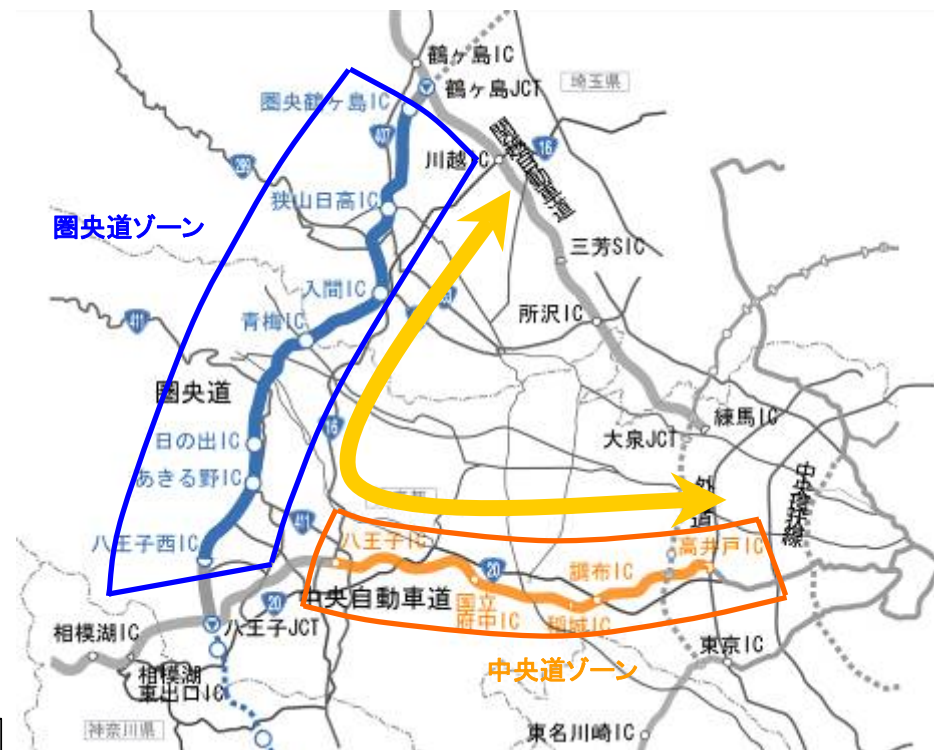 鶴ヶ島IC
鶴ヶ島JCT
埼玉県
圏央鶴ヶ島IC
407
16
川越IC
299
狭山日高IC
圏央道ゾーン
三芳SIC
入間IC
411
青梅IC
所沢IC
圏央道
練馬IC
大泉JCT
16
日の出IC
あきる野IC
外
道
中央環状線
八王子西IC
411
八王子IC
高井戸IC
20
調布IC
中央自動車道
国立
府中IC
稲城IC
20
八王子JCT
相模湖IC
東京IC
相模湖
東出口IC
中央道ゾーン
神奈川県
東名川崎IC